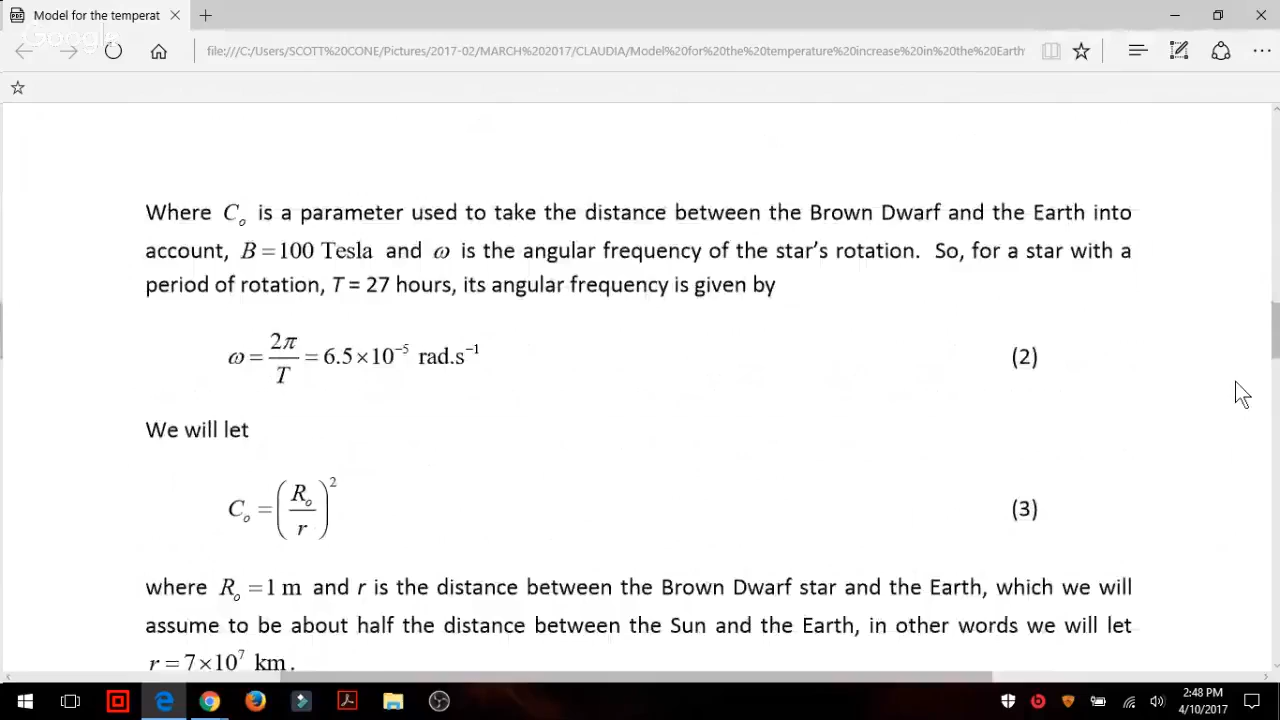 Model for the temperat
Google
file:///C:/Users/SCOTT%20CONE/Pictures/2017-02/MARCH%202017/CLAUDIA/Model%20for%20the%20temperature%20increase%20in%20the%20Earth
Where C₀ is a parameter used to take the distance between the Brown Dwarf and the Earth into
account, B = 100 Tesla and ω is the angular frequency of the star's rotation. So, for a star with a
period of rotation, T = 27 hours, its angular frequency is given by
ω = 2π/T = 6.5×10⁻⁵ rad.s⁻¹ (2)
We will let
C₀ = (R₀/r)² (3)
where R₀ = 1 m and r is the distance between the Brown Dwarf star and the Earth, which we will
assume to be about half the distance between the Sun and the Earth, in other words we will let
r = 7×10⁷ km.
2:48 PM
4/10/2017